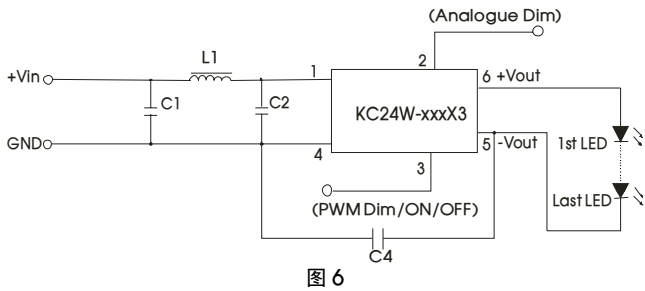 (Analogue Dim)
L1
+Vin
1
2
6 +Vout
C1
C2
KC24W-xxxX3
GND
4
3
5 -Vout
1st LED
(PWM Dim/ON/OFF)
Last LED
C4
图 6